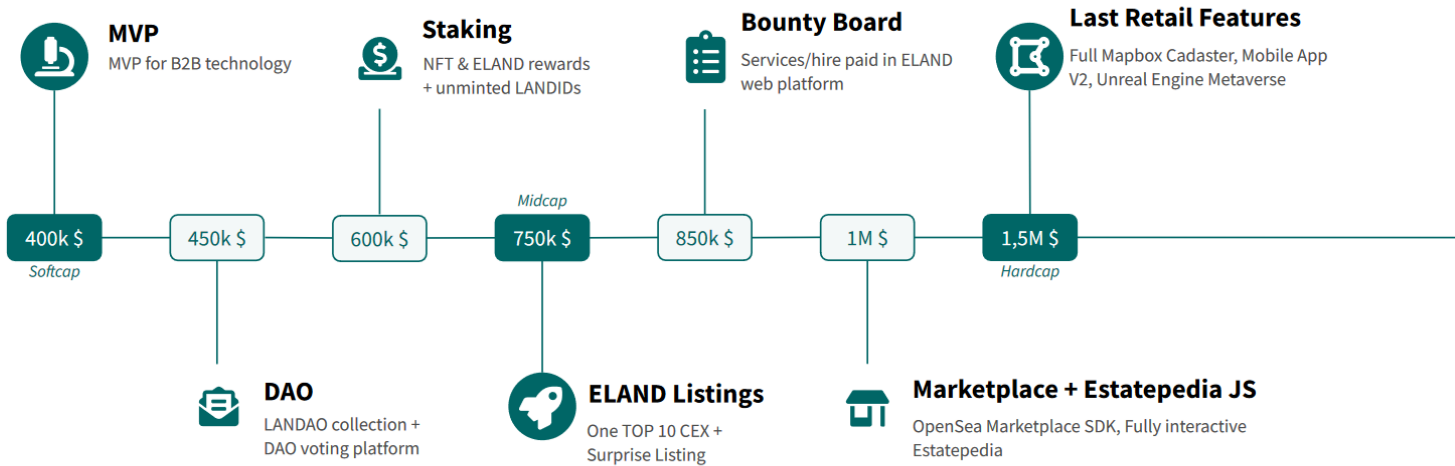 MVP
MVP for B2B technology
Staking
NFT & ELAND rewards
+ unminted LANDIDs
Bounty Board
Services/hire paid in ELAND
web platform
Last Retail Features
Full Mapbox Cadaster, Mobile App
V2, Unreal Engine Metaverse
Midcap
400k $
450k $
600k $
750k $
850k $
1M $
1,5M $
Softcap
Hardcap
DAO
LANDAO collection +
DAO voting platform
ELAND Listings
One TOP 10 CEX +
Surprise Listing
Marketplace + Estatepedia JS
OpenSea Marketplace SDK, Fully interactive
Estatepedia